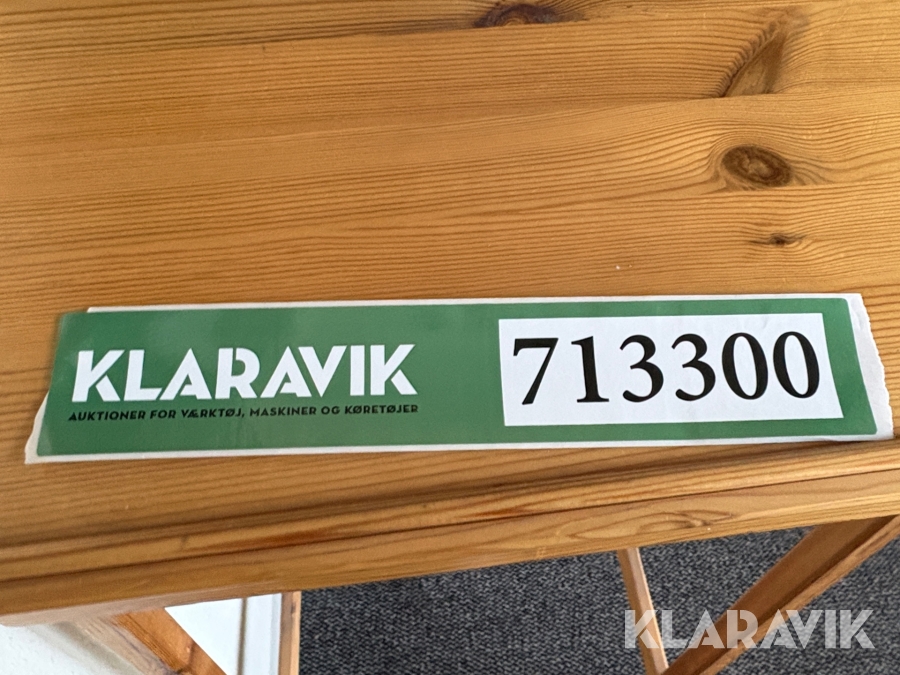 KLARAVIK
AUKTIONER FOR VÆRKTØJ, MASKINER OG KØRETØJER
713300
KLARAVIK